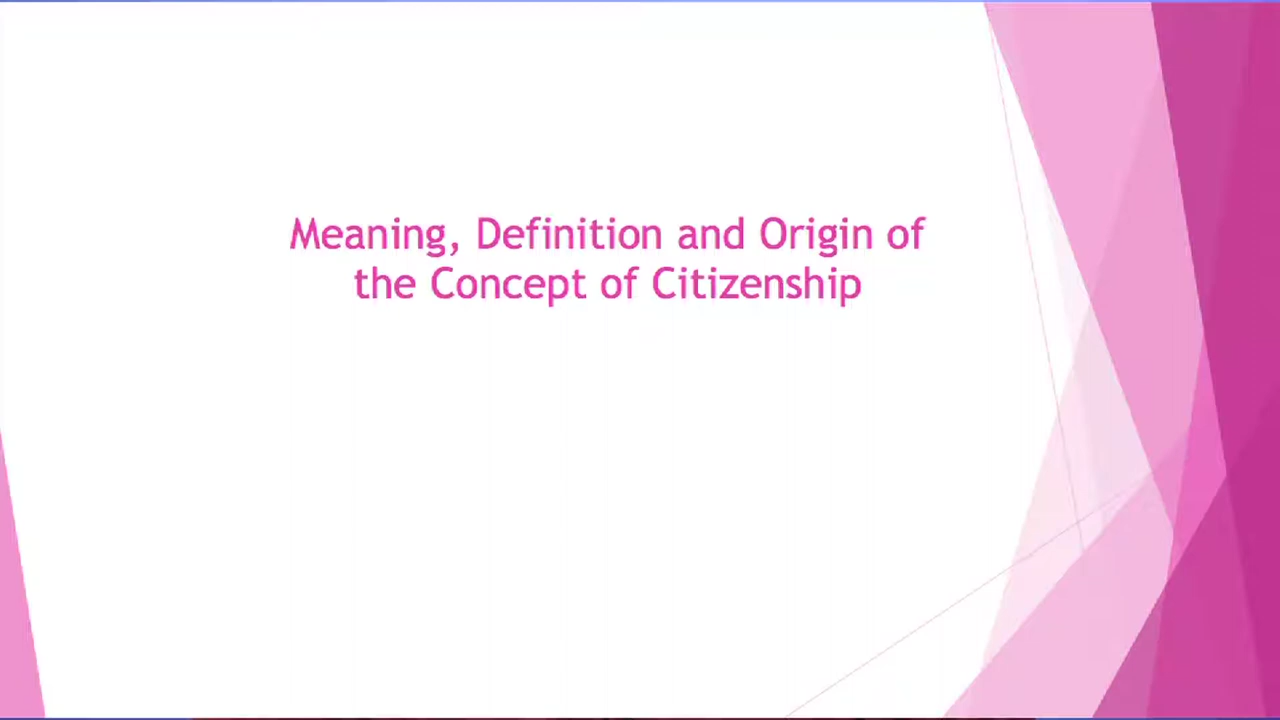 Meaning, Definition and Origin of
the Concept of Citizenship